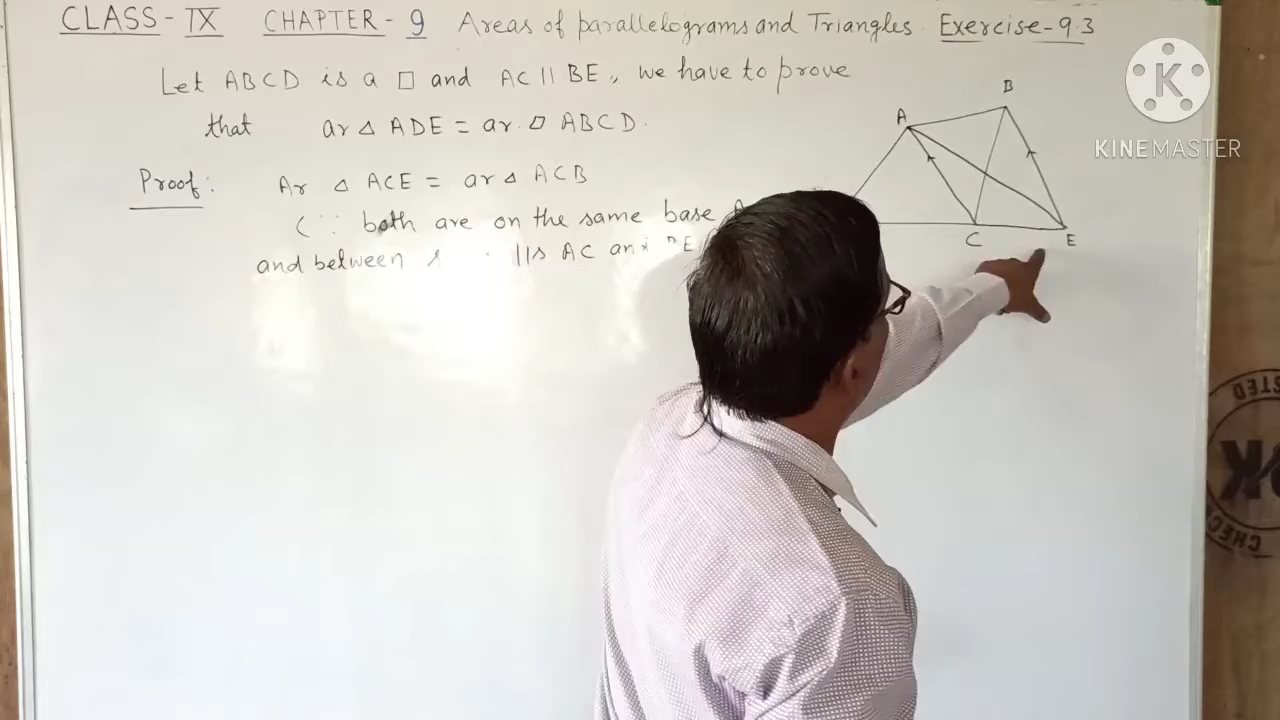 CLASS - IX CHAPTER - 9 Areas of parallelograms and Triangles. Exercise-9.3
Let ABCD is a □ and AC || BE, we have to prove
that ar △ ADE = ar. ▱ ABCD.
Proof: Ar △ ACE = ar △ ACB
( ∵ both are on the same base A
and between s ||s AC and BE
A
B
C
E
K
KINEMASTER